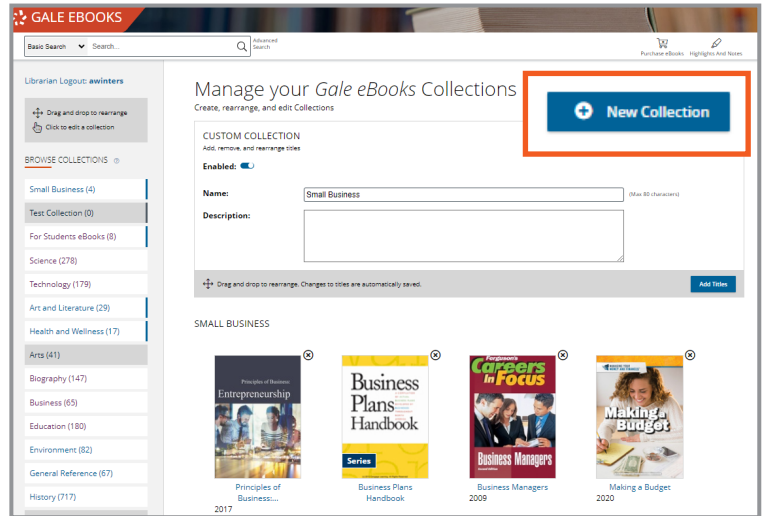 GALE EBOOKS
Basic Search
Search...
Advanced
Search
Purchase eBooks
Highlights And Notes
Librarian Logout: awinters
Drag and drop to rearrange
Click to edit a collection
BROWSE COLLECTIONS
Small Business (4)
Test Collection (0)
For Students eBooks (8)
Science (278)
Technology (179)
Art and Literature (29)
Health and Wellness (17)
Arts (41)
Biography (147)
Business (65)
Education (180)
Environment (82)
General Reference (67)
History (717)
Manage your Gale eBooks Collections
Create, rearrange, and edit Collections
New Collection
CUSTOM COLLECTION
Add, remove, and rearrange titles
Enabled:
Name:
Small Business
(Max 80 characters)
Description:
Drag and drop to rearrange. Changes to titles are automatically saved.
Add Titles
SMALL BUSINESS
Principles of Business:
Entrepreneurship
Business
Plans
Handbook
Series
Ferguson's
Careers
In Focus
Business Managers
Making a
Budget
Principles of
Business:...
2017
Business Plans
Handbook
Business Managers
2009
Making a Budget
2020